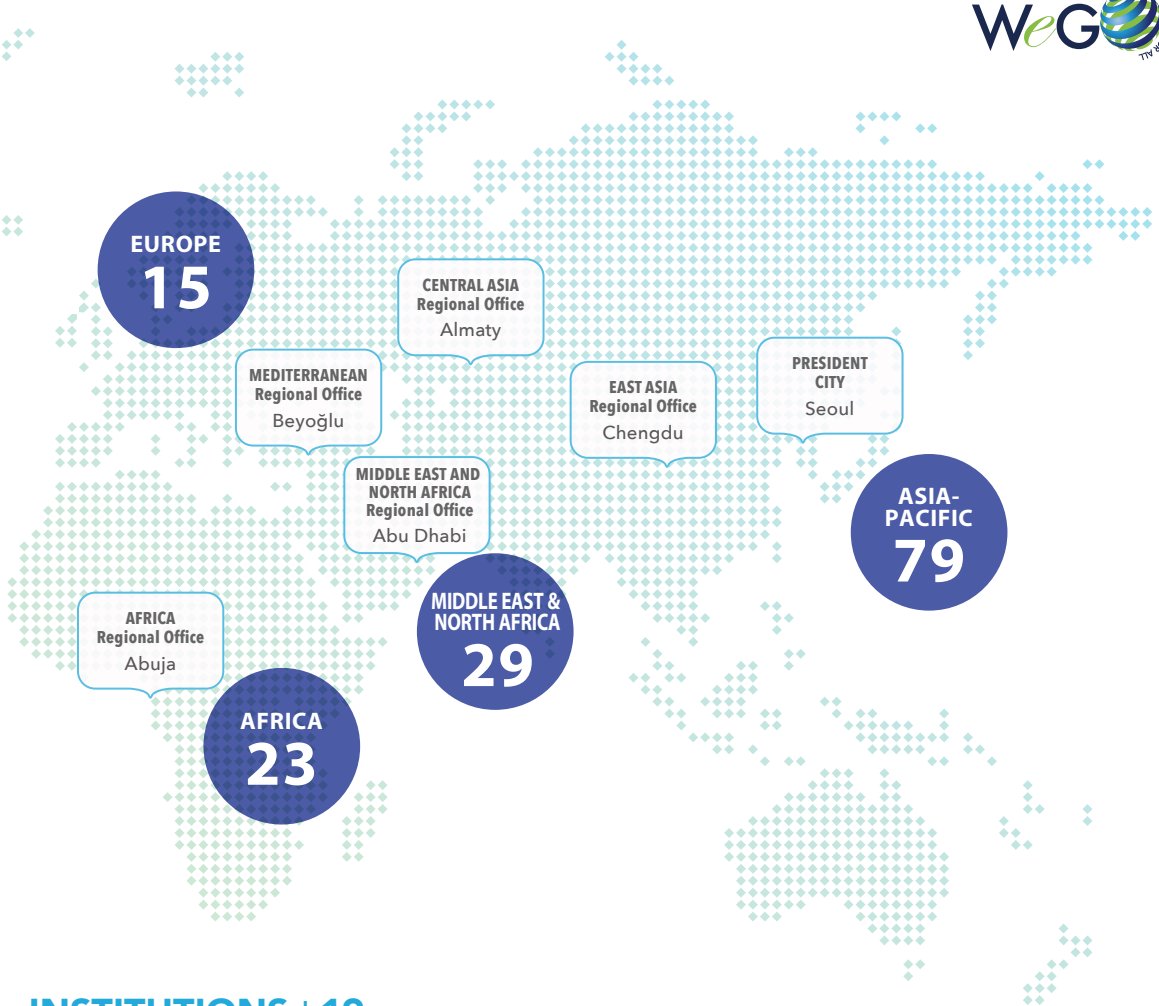 WeG
EUROPE
15
CENTRAL ASIA
Regional Office
Almaty
MEDITERRANEAN
Regional Office
Beyoğlu
EAST ASIA
Regional Office
Chengdu
PRESIDENT
CITY
Seoul
MIDDLE EAST AND
NORTH AFRICA
Regional Office
Abu Dhabi
ASIA-
PACIFIC
79
MIDDLE EAST &
NORTH AFRICA
29
AFRICA
Regional Office
Abuja
AFRICA
23
INSTITUTIONS